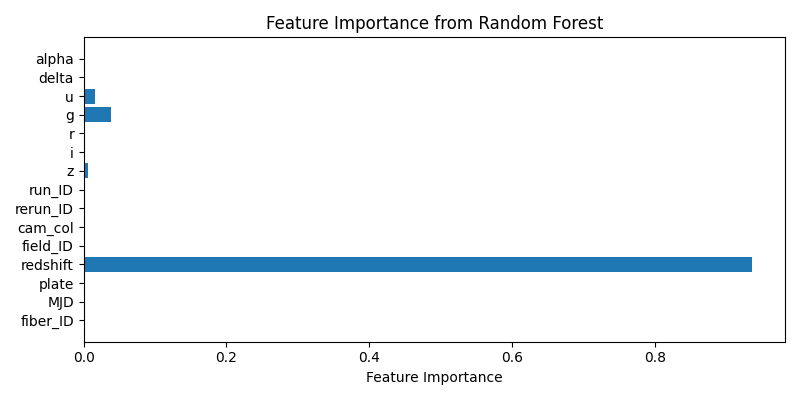 Feature Importance from Random Forest
alpha
delta
u
g
r
i
z
run_ID
rerun_ID
cam_col
field_ID
redshift
plate
MJD
fiber_ID
0.0 0.2 0.4 0.6 0.8
Feature Importance